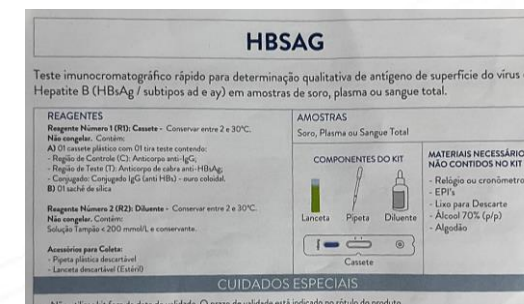 HBSAG
Teste imunocromatográfico rápido para determinação qualitativa de antígeno de superfície do vírus
Hepatite B (HBsAg / subtipos ad e ay) em amostras de soro, plasma ou sangue total.
REAGENTES
Reagente Número 1 (R1): Cassete - Conservar entre 2 e 30°C.
Não congelar. Contém:
A) 01 cassete plástico com 01 tira teste contendo:
- Região de Controle (C): Anticorpo anti-IgG;
- Região de Teste (T): Anticorpo de cabra anti-HBsAg;
- Conjugado: Conjugado IgG (anti HBs) - ouro coloidal.
B) 01 sachê de sílica
Reagente Número 2 (R2): Diluente - Conservar entre 2 e 30°C.
Não congelar. Contém:
Solução Tampão < 200 mmol/L e conservante.
Acessórios para Coleta:
- Pipeta plástica descartável
- Lanceta descartável (Estéril)
AMOSTRAS
Soro, Plasma ou Sangue Total
COMPONENTES DO KIT
Lanceta Pipeta Diluente
Cassete
MATERIAIS NECESSÁRIO
NÃO CONTIDOS NO KIT
- Relógio ou cronômetro
- EPI's
- Lixo para Descarte
- Álcool 70% (p/p)
- Algodão
CUIDADOS ESPECIAIS